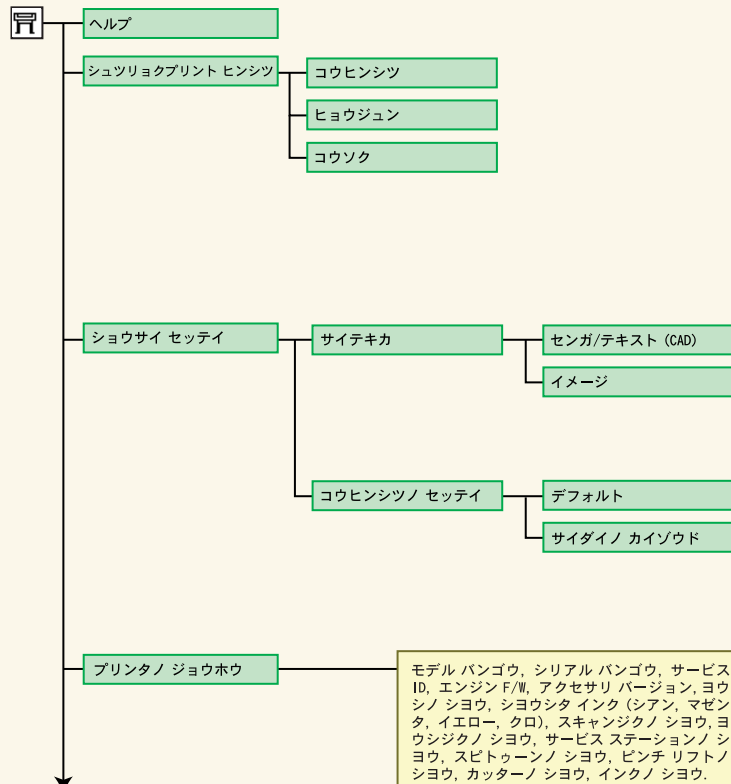 ヘルプ
シュツリョクプリント ヒンシツ
コウヒンシツ
ヒョウジュン
コウソク
ショウサイ セッテイ
サイテキカ
センガ/テキスト (CAD)
イメージ
コウヒンシツノ セッテイ
デフォルト
サイダイノ カイゾウド
プリンタノ ジョウホウ
モデル バンゴウ, シリアル バンゴウ, サービス
ID, エンジン F/W, アクセサリ バージョン, ヨウ
シノ ショウ, ショウシタ インク (シアン, マゼン
タ, イエロー, クロ), スキャンジクノ ショウ, ヨ
ウシジクノ ショウ, サービス ステーションノ シ
ヨウ, スピトゥーンノ シヨウ, ピンチ リフトノ
シヨウ, カッターノ シヨウ, インクノ シヨウ.